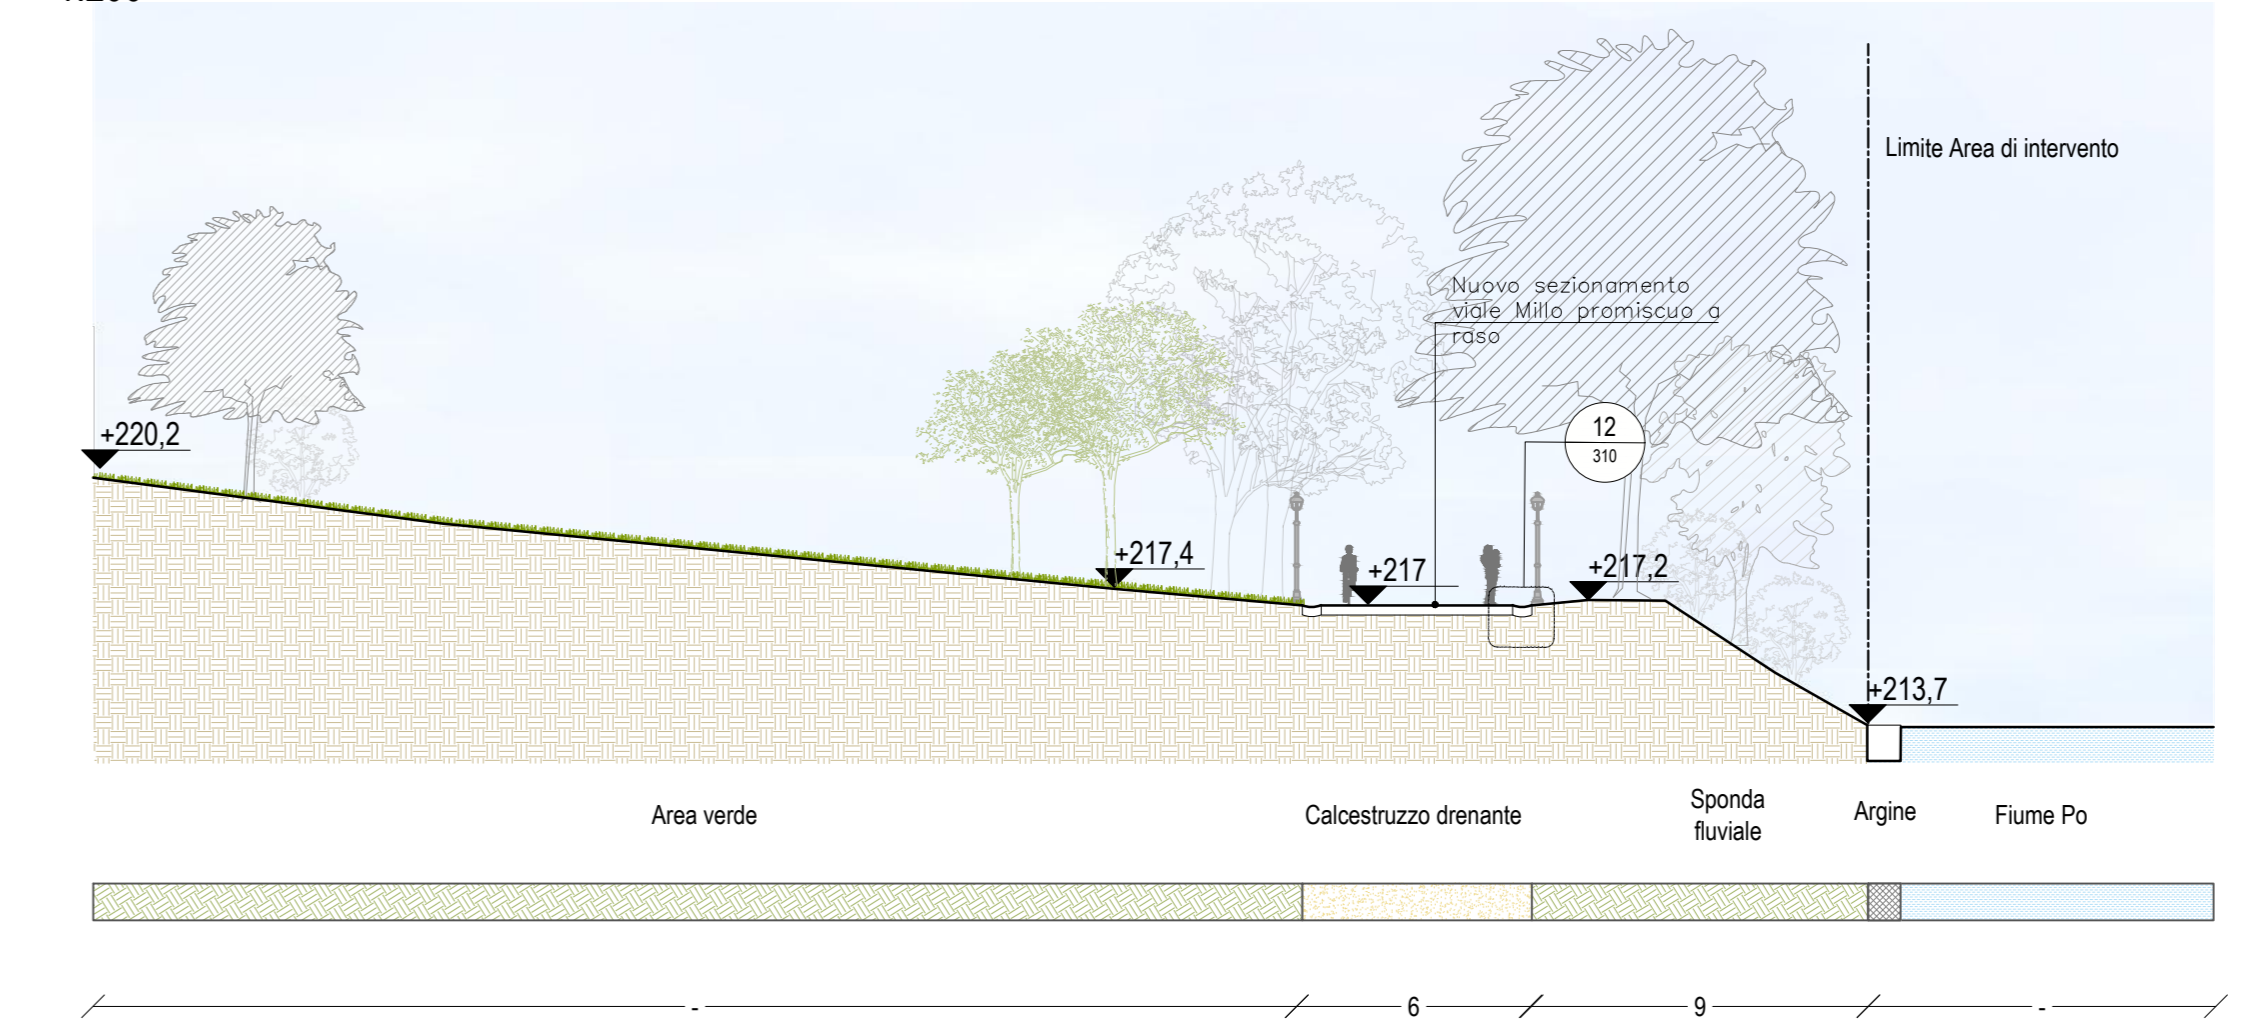 Limite Area di intervento
Nuovo sezionamento
viale Millo promiscuo a
raso
12
310
+220,2
+217,4
+217
+217,2
+213,7
Area verde
Calcestruzzo drenante
Sponda
fluviale
Argine
Fiume Po
-
6
9
-